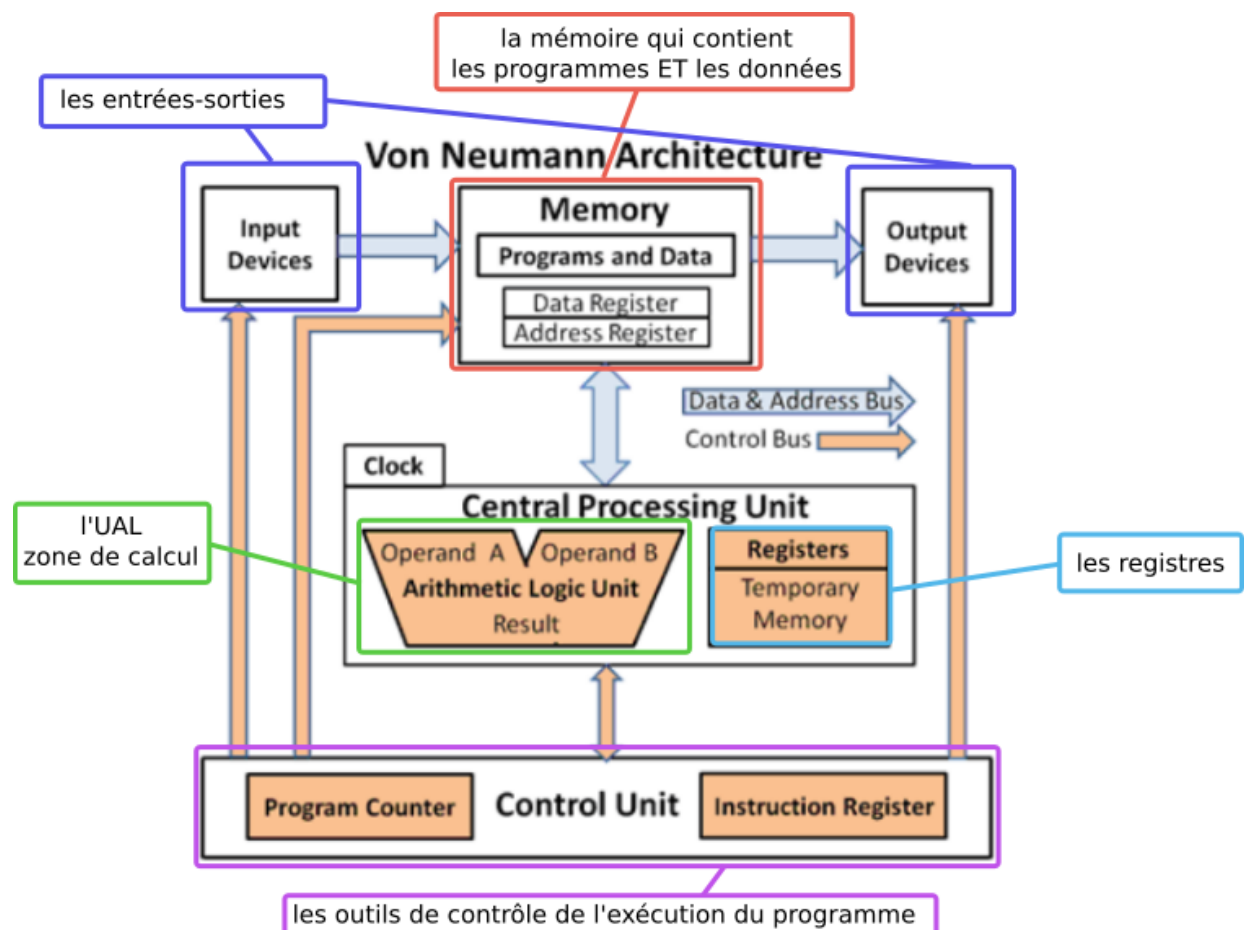 la mémoire qui contient
les programmes ET les données
les entrées-sorties
Von Neumann Architecture
Input
Devices
Memory
Programs and Data
Data Register
Address Register
Output
Devices
Data & Address Bus
Control Bus
Clock
Central Processing Unit
l'UAL
zone de calcul
Operand A
Operand B
Arithmetic Logic Unit
Result
Registers
Temporary
Memory
les registres
Program Counter
Control Unit
Instruction Register
les outils de contrôle de l'exécution du programme